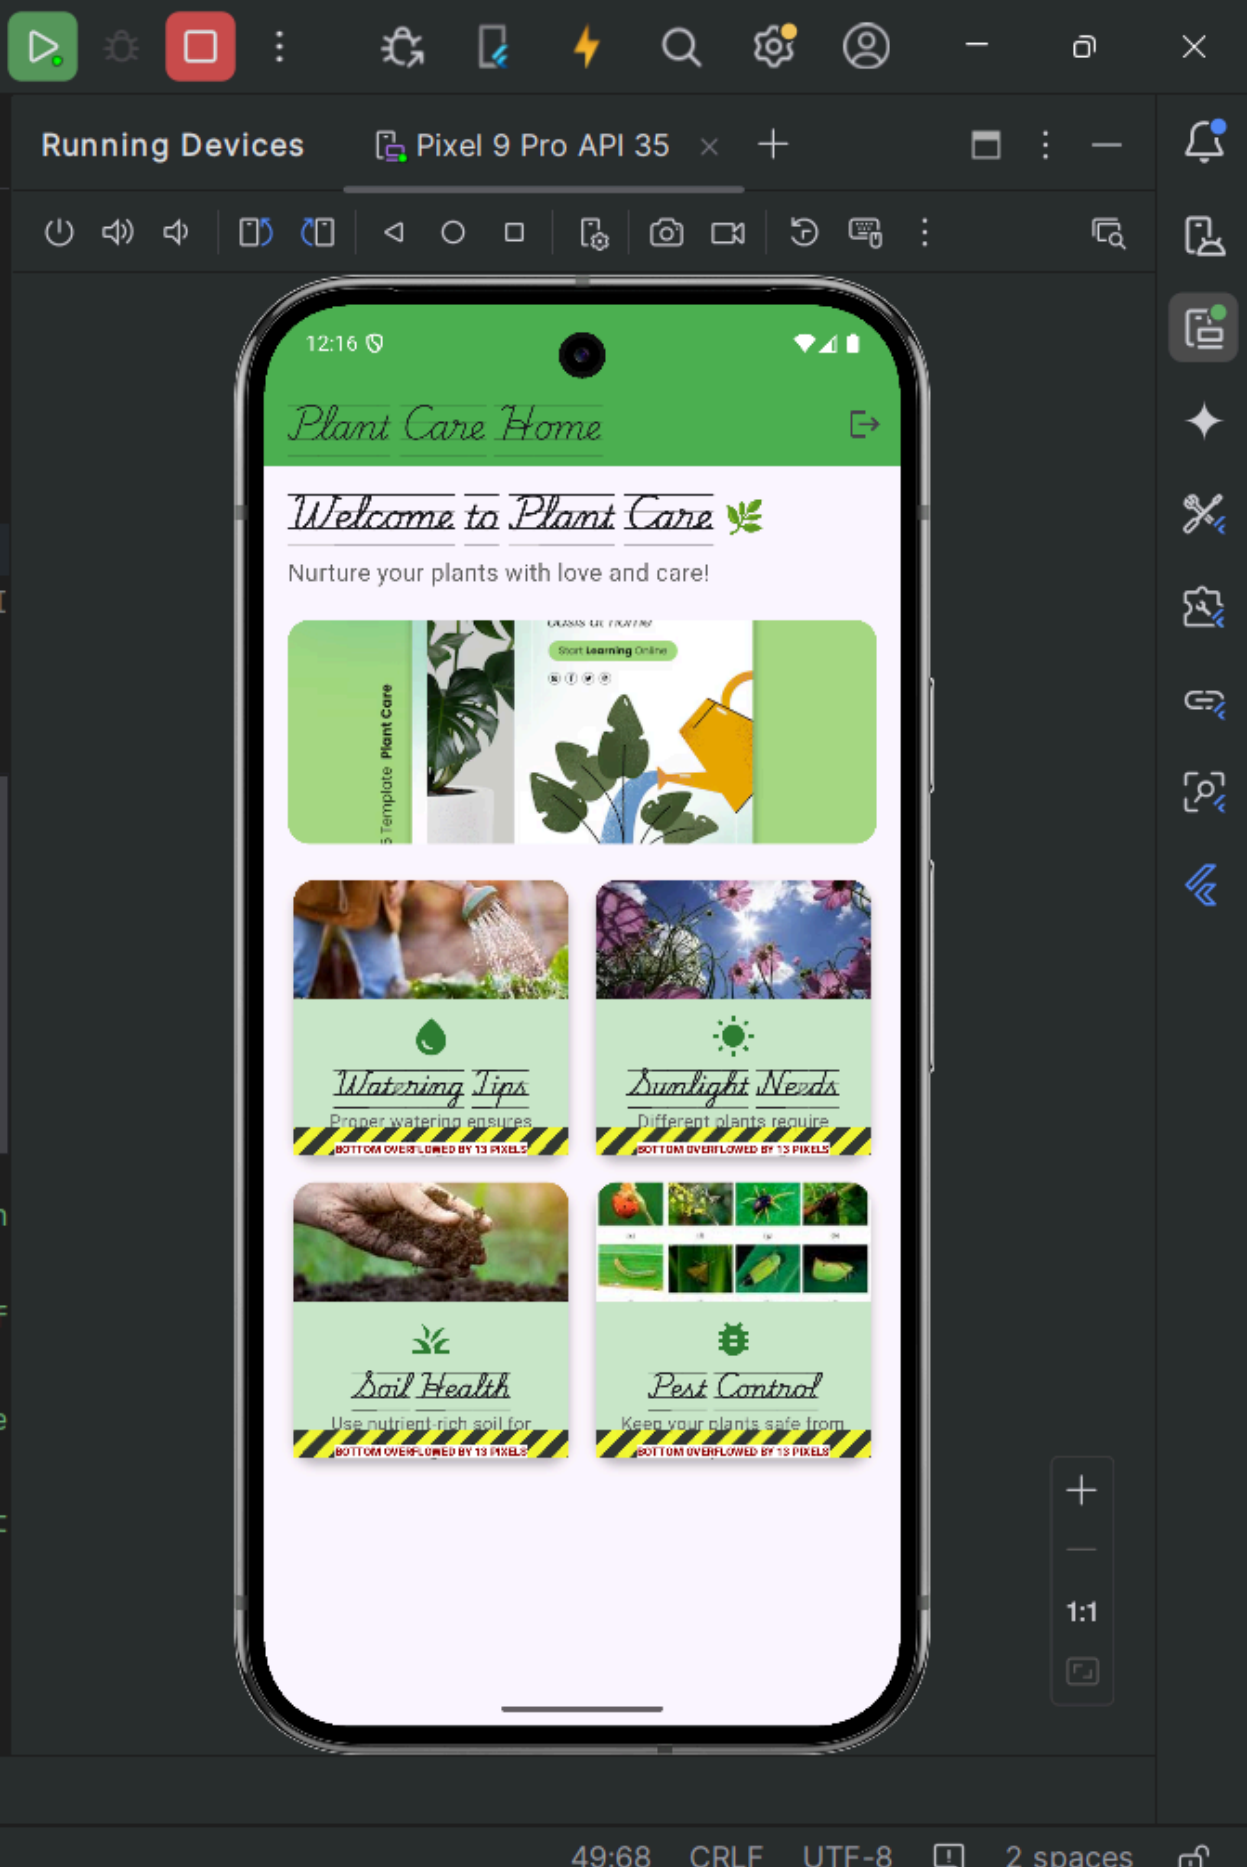 Running Devices
Pixel 9 Pro API 35
12:16
Plant Care Home
Welcome to Plant Care
Nurture your plants with love and care!
oasis at home
Start Learning Online
Template Plant Care
Watering Tips
Sunlight Needs
Proper watering ensures
Different plants require
BOTTOM OVERFLOWED BY 13 PIXELS
BOTTOM OVERFLOWED BY 13 PIXELS
Soil Health
Pest Control
Use nutrient-rich soil for
Keep your plants safe from
BOTTOM OVERFLOWED BY 13 PIXELS
BOTTOM OVERFLOWED BY 13 PIXELS
1:1
49:68
CRLF
UTF-8
2 spaces